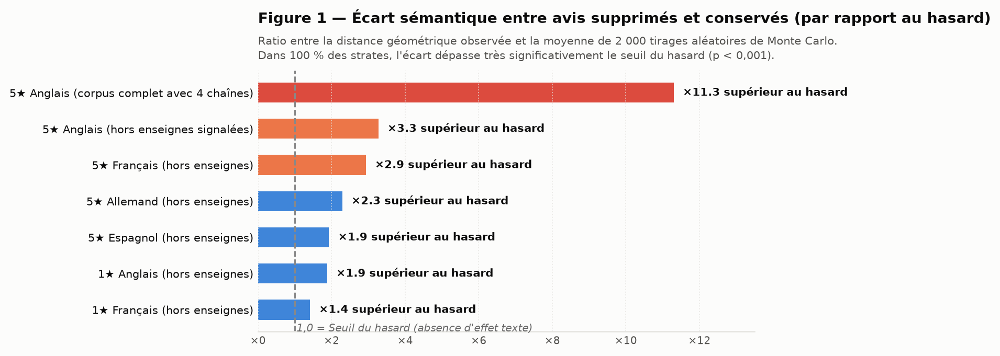 Figure 1 — Écart sémantique entre avis supprimés et conservés (par rapport au hasard)
Ratio entre la distance géométrique observée et la moyenne de 2 000 tirages aléatoires de Monte Carlo.
Dans 100 % des strates, l'écart dépasse très significativement le seuil du hasard (p < 0,001).
5★ Anglais (corpus complet avec 4 chaînes) ×11.3 supérieur au hasard
5★ Anglais (hors enseignes signalées) ×3.3 supérieur au hasard
5★ Français (hors enseignes) ×2.9 supérieur au hasard
5★ Allemand (hors enseignes) ×2.3 supérieur au hasard
5★ Espagnol (hors enseignes) ×1.9 supérieur au hasard
1★ Anglais (hors enseignes) ×1.9 supérieur au hasard
1★ Français (hors enseignes) ×1.4 supérieur au hasard
1,0 = Seuil du hasard (absence d'effet texte)
×0 ×2 ×4 ×6 ×8 ×10 ×12